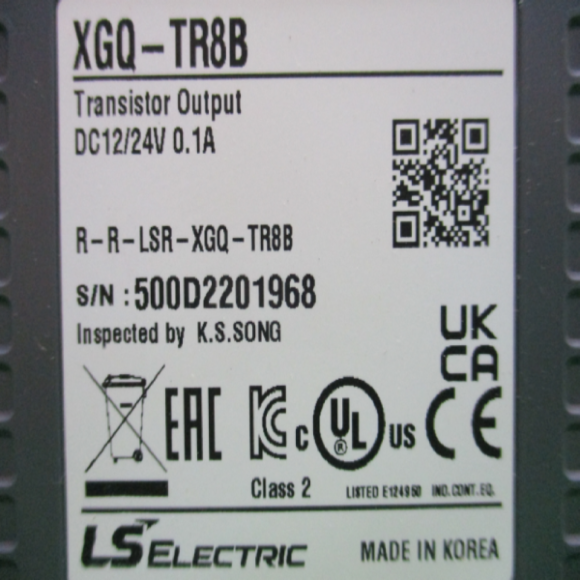 XGQ-TR8B
Transistor Output
DC12/24V 0.1A
R-R-LSR-XGQ-TR8B
S/N : 500D2201968
Inspected by K.S.SONG
UK
CA
EAC KC c UL ® US CE
Class 2 LISTED E124950 IND.CONT.EQ.
LS ELECTRIC MADE IN KOREA